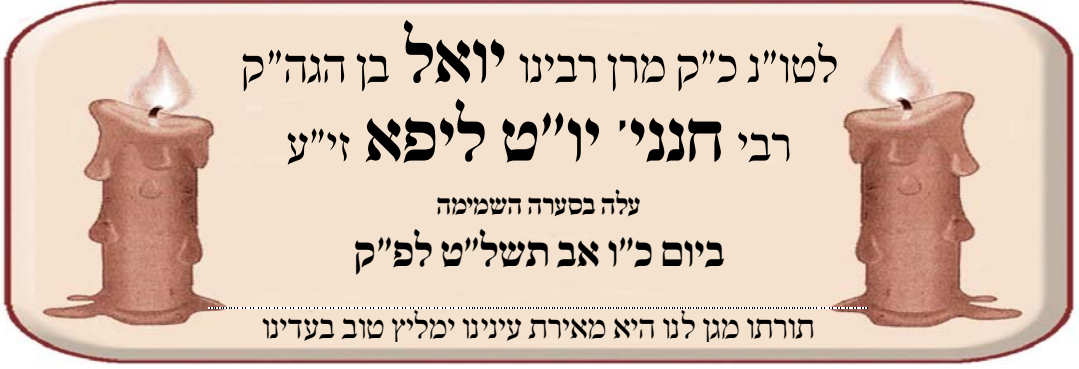 לטו״נ כ״ק מרן רבינו יואל בן הגה״ק
רבי חנני׳ יו״ט ליפא זי״ע
עלה בסערה השמימה
ביום כ״ו אב תשל״ט לפ״ק
תורתו מגן לנו היא מאירת עינינו ימליץ טוב בעדינו